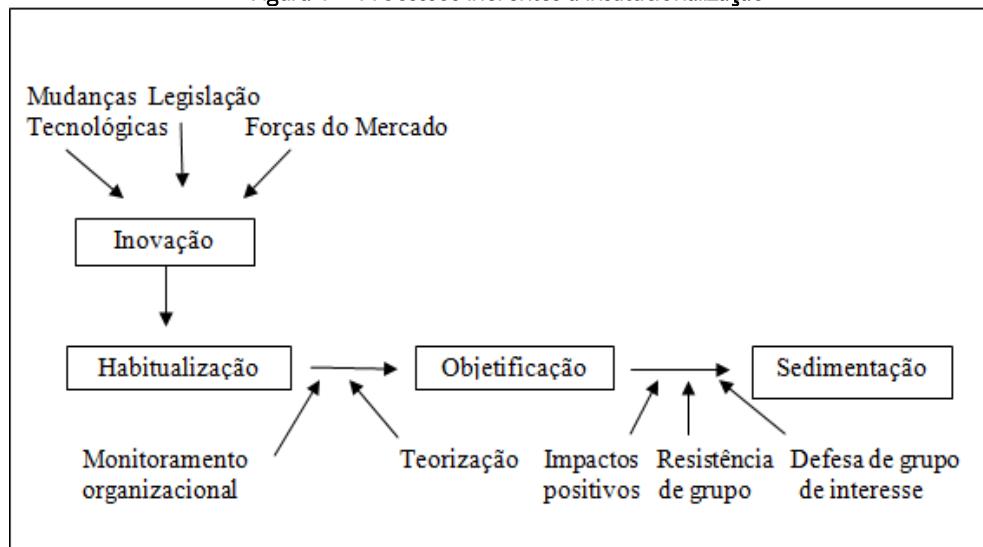 Mudanças Legislação
Tecnológicas Forças do Mercado
Inovação
Habitualização Objetificação Sedimentação
Monitoramento Teorização Impactos Resistência Defesa de grupo
organizacional positivos de grupo de interesse